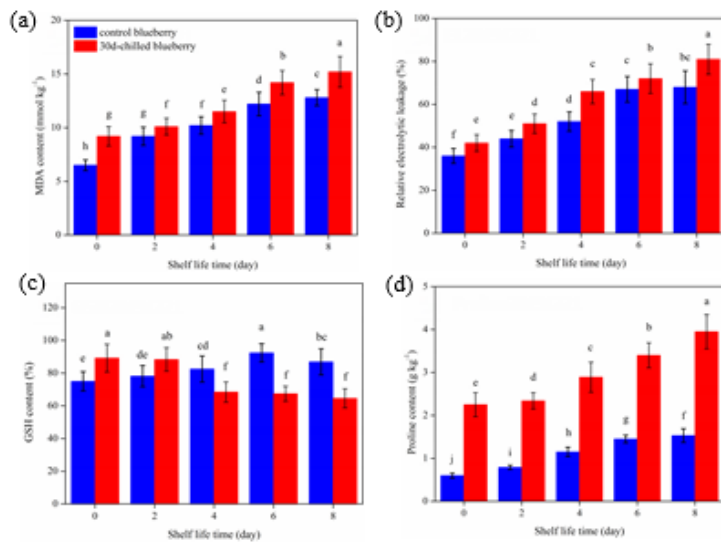 (a)
control blueberry
30d-chilled blueberry
MDA content (mmol kg⁻¹)
20
15
10
5
0
h g g f f e d b c a
0 2 4 6 8
Shelf life time (day)
(b)
Relative electrolytic leakage (%)
100
80
60
40
20
0
f e e d d c c b bc a
0 2 4 6 8
Shelf life time (day)
(c)
GSH content (%)
120
100
80
60
40
20
0
e a de ab cd f a f bc f
0 2 4 6 8
Shelf life time (day)
(d)
Proline content (g kg⁻¹)
5
4
3
2
1
0
j e i d h c g b f a
0 2 4 6 8
Shelf life time (day)